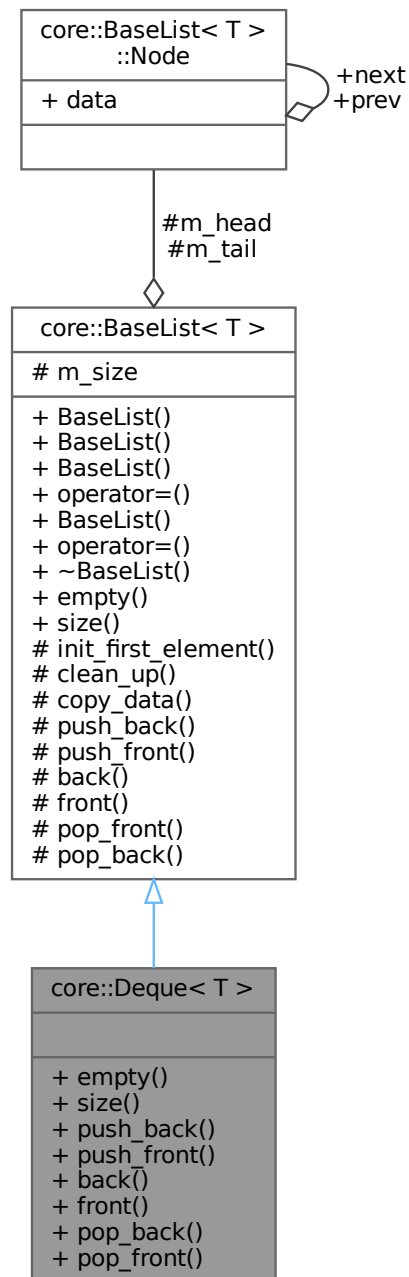 core::BaseList< T >
::Node
+ data
+next
+prev
#m_head
#m_tail
core::BaseList< T >
# m_size
+ BaseList()
+ BaseList()
+ BaseList()
+ operator=()
+ BaseList()
+ operator=()
+ ~BaseList()
+ empty()
+ size()
# init_first_element()
# clean_up()
# copy_data()
# push_back()
# push_front()
# back()
# front()
# pop_front()
# pop_back()
core::Deque< T >
+ empty()
+ size()
+ push_back()
+ push_front()
+ back()
+ front()
+ pop_back()
+ pop_front()